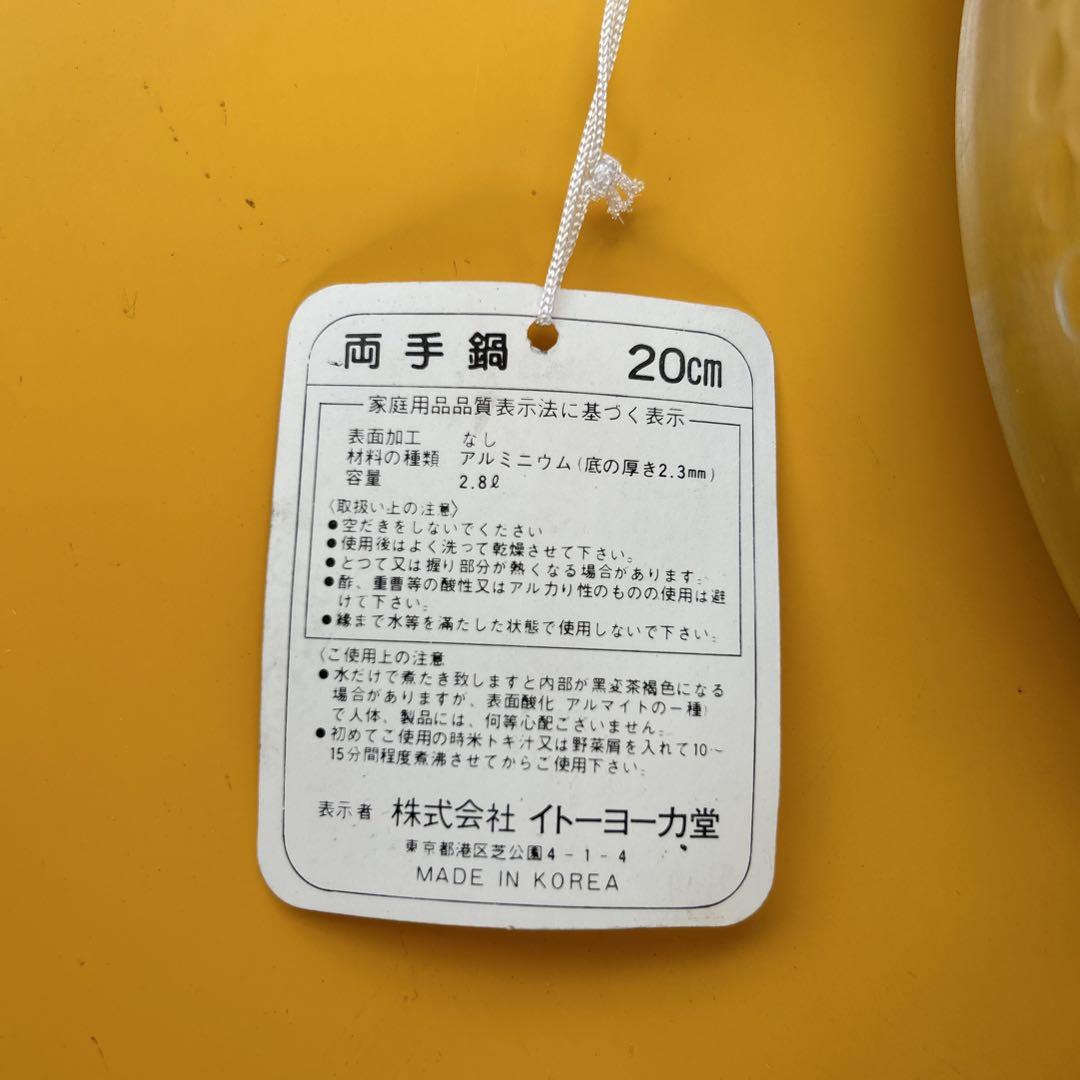 両手鍋 20cm
家庭用品品質表示法に基づく表示
表面加工 なし
材料の種類 アルミニウム(底の厚き2.3mm)
容量 2.8ℓ
〈取扱い上の注意〉
●空だきをしないでください
●使用後はよく洗って乾燥させて下さい。
●とつて又は握り部分が熱くなる場合があります。
●酢、重曹等の酸性又はアルカリ性のものの使用は避
けて下さい。
●縁まで水等を満たした状態で使用しないで下さい。
〈ご使用上の注意
●水だけで煮たき致しますと内部が黒変茶褐色になる
場合がありますが、表面酸化 アルマイトの一種)
で人体、製品には、何等心配ございません。
●初めてご使用の時米トキ汁又は野菜屑を入れて10〜
15分間程度煮沸させてからご使用下さい。
表示者 株式会社 イトーヨーカ堂
東京都港区芝公園4-1-4
MADE IN KOREA